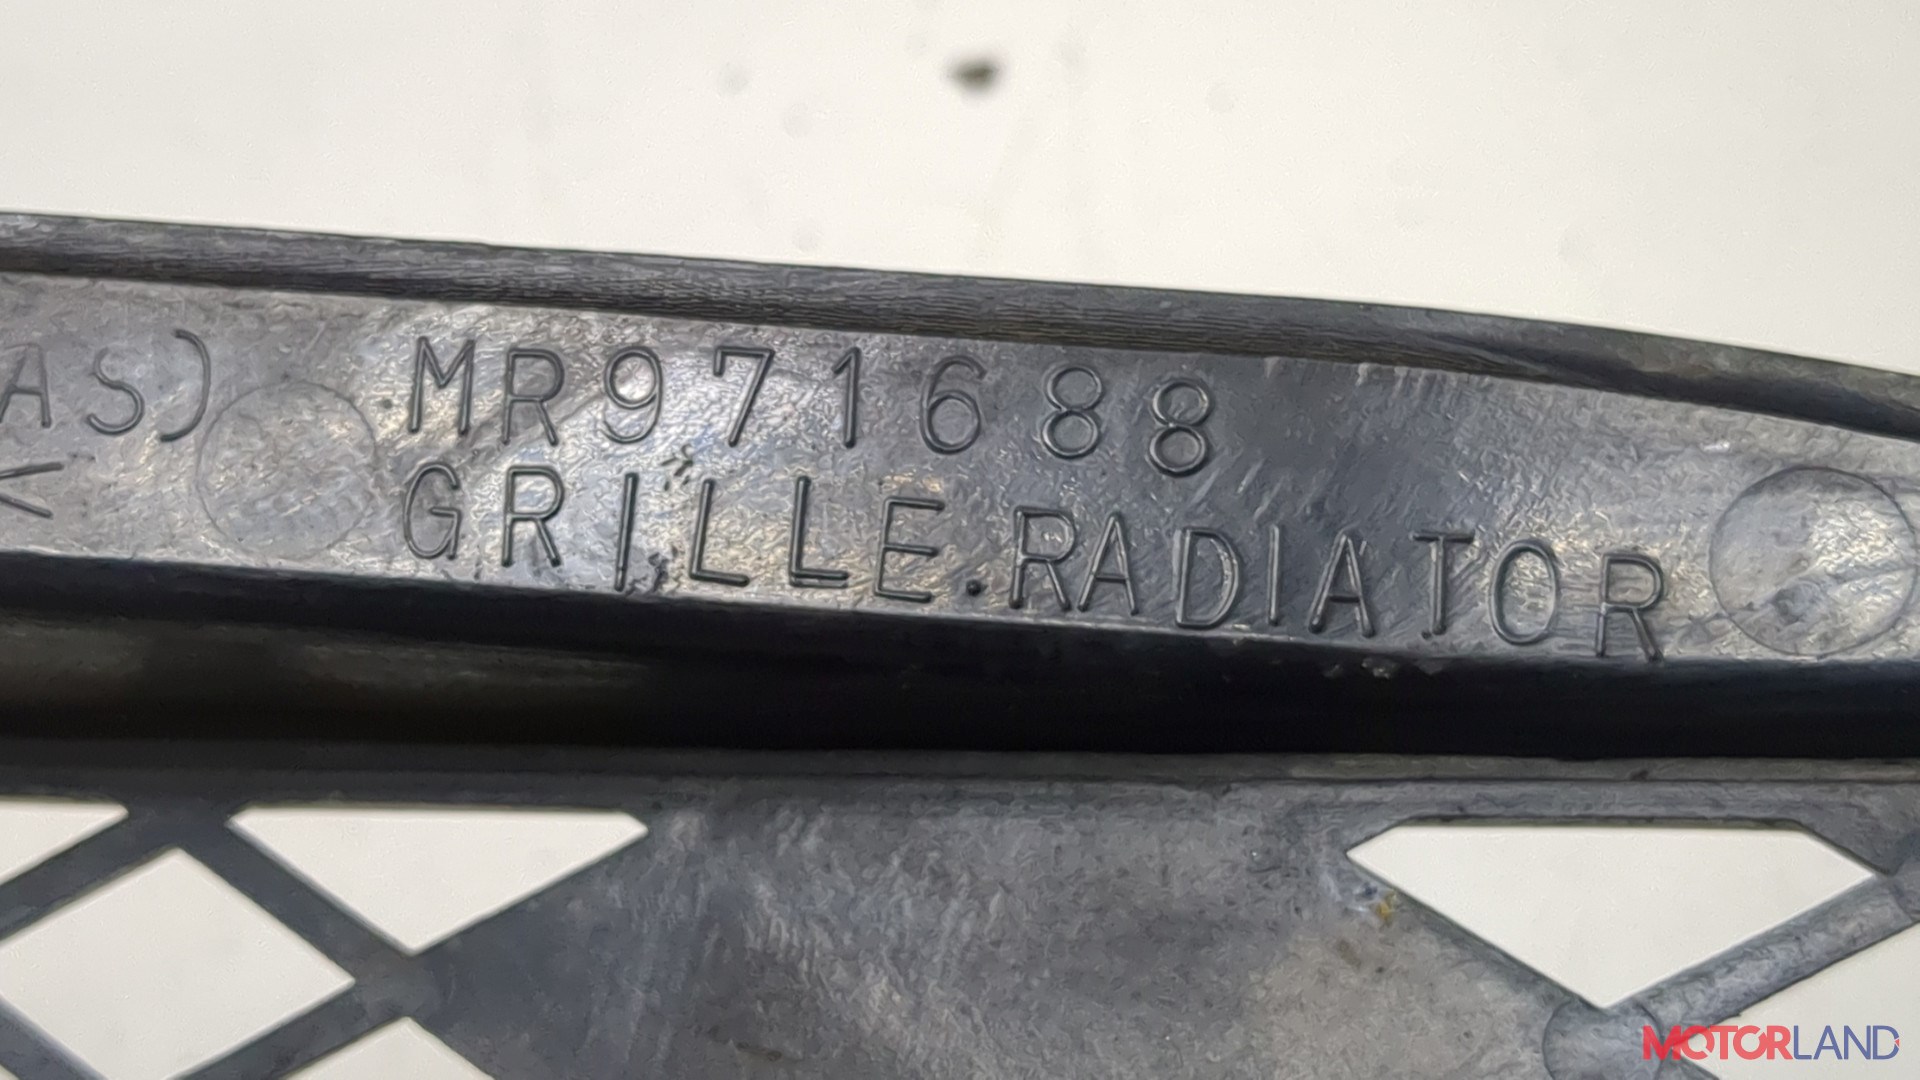 AS) MR971688
< GRILLE.RADIATOR
MOTORLAND